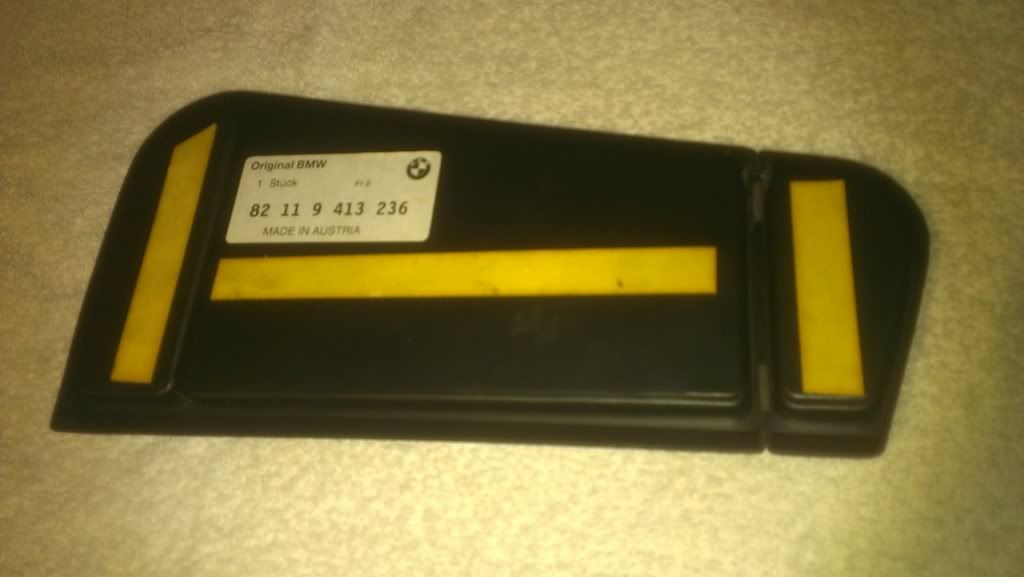 Original BMW
1 Stück
82 11 9 413 236
MADE IN AUSTRIA